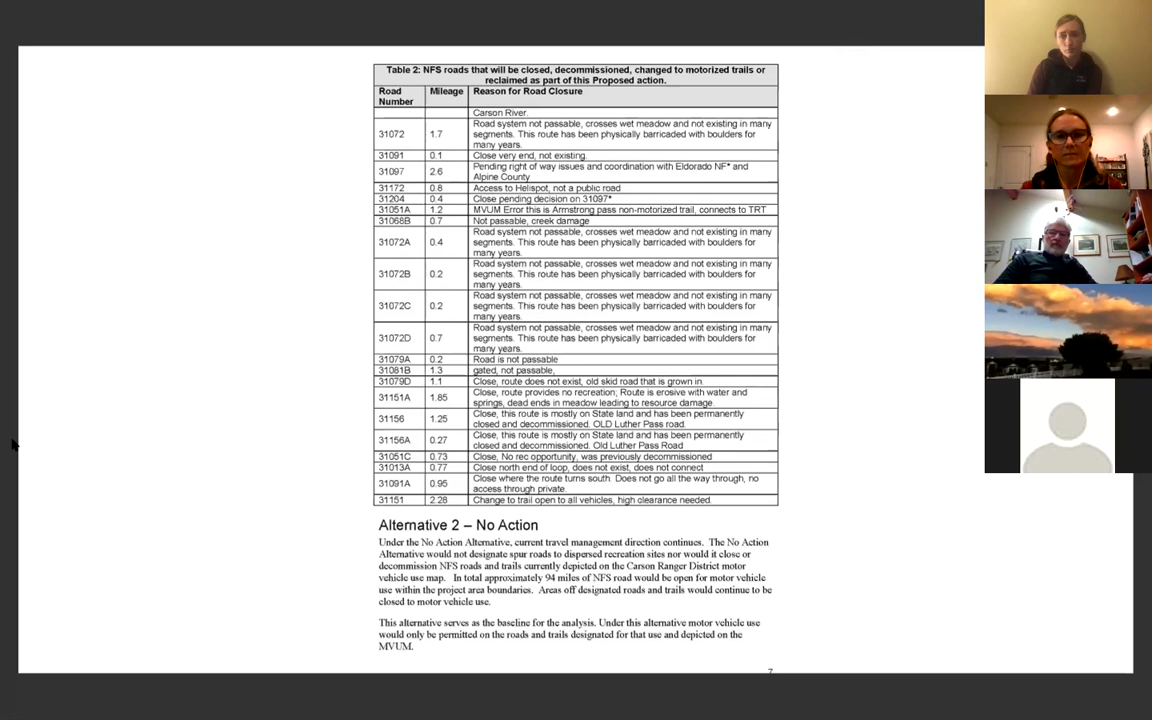 Table 2: NFS roads that will be closed, decommissioned, changed to motorized trails or
reclaimed as part of this Proposed action.
Road Number Mileage Reason for Road Closure
Carson River.
31072 1.7 Road system not passable, crosses wet meadow and not existing in many
segments. This route has been physically barricaded with boulders for
many years.
31091 0.1 Close very end, not existing.
31097 2.6 Pending right of way issues and coordination with Eldorado NF* and
Alpine County
31172 0.8 Access to Helispot, not a public road
31204 0.4 Close pending decision on 31097*
31051A 1.2 MVUM Error this is Armstrong pass non-motorized trail, connects to TRT
31068B 0.7 Not passable, creek damage
31072A 0.4 Road system not passable, crosses wet meadow and not existing in many
segments. This route has been physically barricaded with boulders for
many years.
31072B 0.2 Road system not passable, crosses wet meadow and not existing in many
segments. This route has been physically barricaded with boulders for
many years.
31072C 0.2 Road system not passable, crosses wet meadow and not existing in many
segments. This route has been physically barricaded with boulders for
many years.
31072D 0.7 Road system not passable, crosses wet meadow and not existing in many
segments. This route has been physically barricaded with boulders for
many years.
31079A 0.2 Road is not passable
31081B 1.3 gated, not passable,
31079D 1.1 Close, route does not exist, old skid road that is grown in.
31151A 1.85 Close, route provides no recreation; Route is erosive with water and
springs, dead ends in meadow leading to resource damage.
31156 1.25 Close, this route is mostly on State land and has been permanently
closed and decommissioned. OLD Luther Pass road.
31156A 0.27 Close, this route is mostly on State land and has been permanently
closed and decommissioned. Old Luther Pass Road
31051C 0.73 Close, No rec opportunity, was previously decommissioned
31013A 0.77 Close north end of loop, does not exist, does not connect
31091A 0.95 Close where the route turns south. Does not go all the way through, no
access through private.
31151 2.28 Change to trail open to all vehicles, high clearance needed.
Alternative 2 – No Action
Under the No Action Alternative, current travel management direction continues. The No Action
Alternative would not designate spur roads to dispersed recreation sites nor would it close or
decommission NFS roads and trails currently depicted on the Carson Ranger District motor
vehicle use map. In total approximately 94 miles of NFS road would be open for motor vehicle
use within the project area boundaries. Areas off designated roads and trails would continue to be
closed to motor vehicle use.
This alternative serves as the baseline for the analysis. Under this alternative motor vehicle use
would only be permitted on the roads and trails designated for that use and depicted on the
MVUM.
7